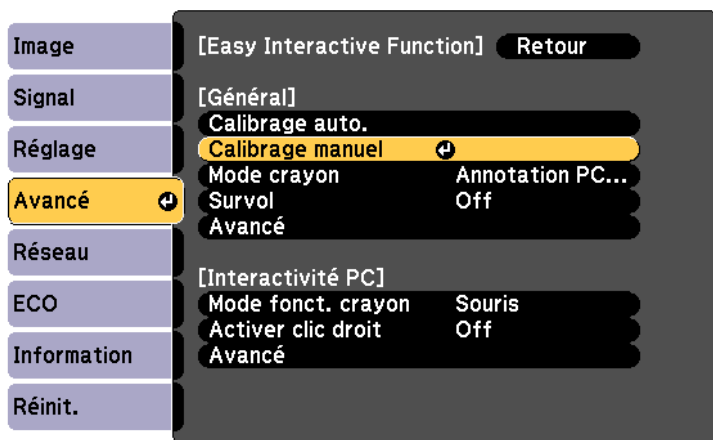 Image
Signal
Réglage
Avancé
Réseau
ECO
Information
Réinit.
[Easy Interactive Function] Retour
[Général]
Calibrage auto.
Calibrage manuel
Mode crayon Annotation PC...
Survol Off
Avancé
[Interactivité PC]
Mode fonct. crayon Souris
Activer clic droit Off
Avancé